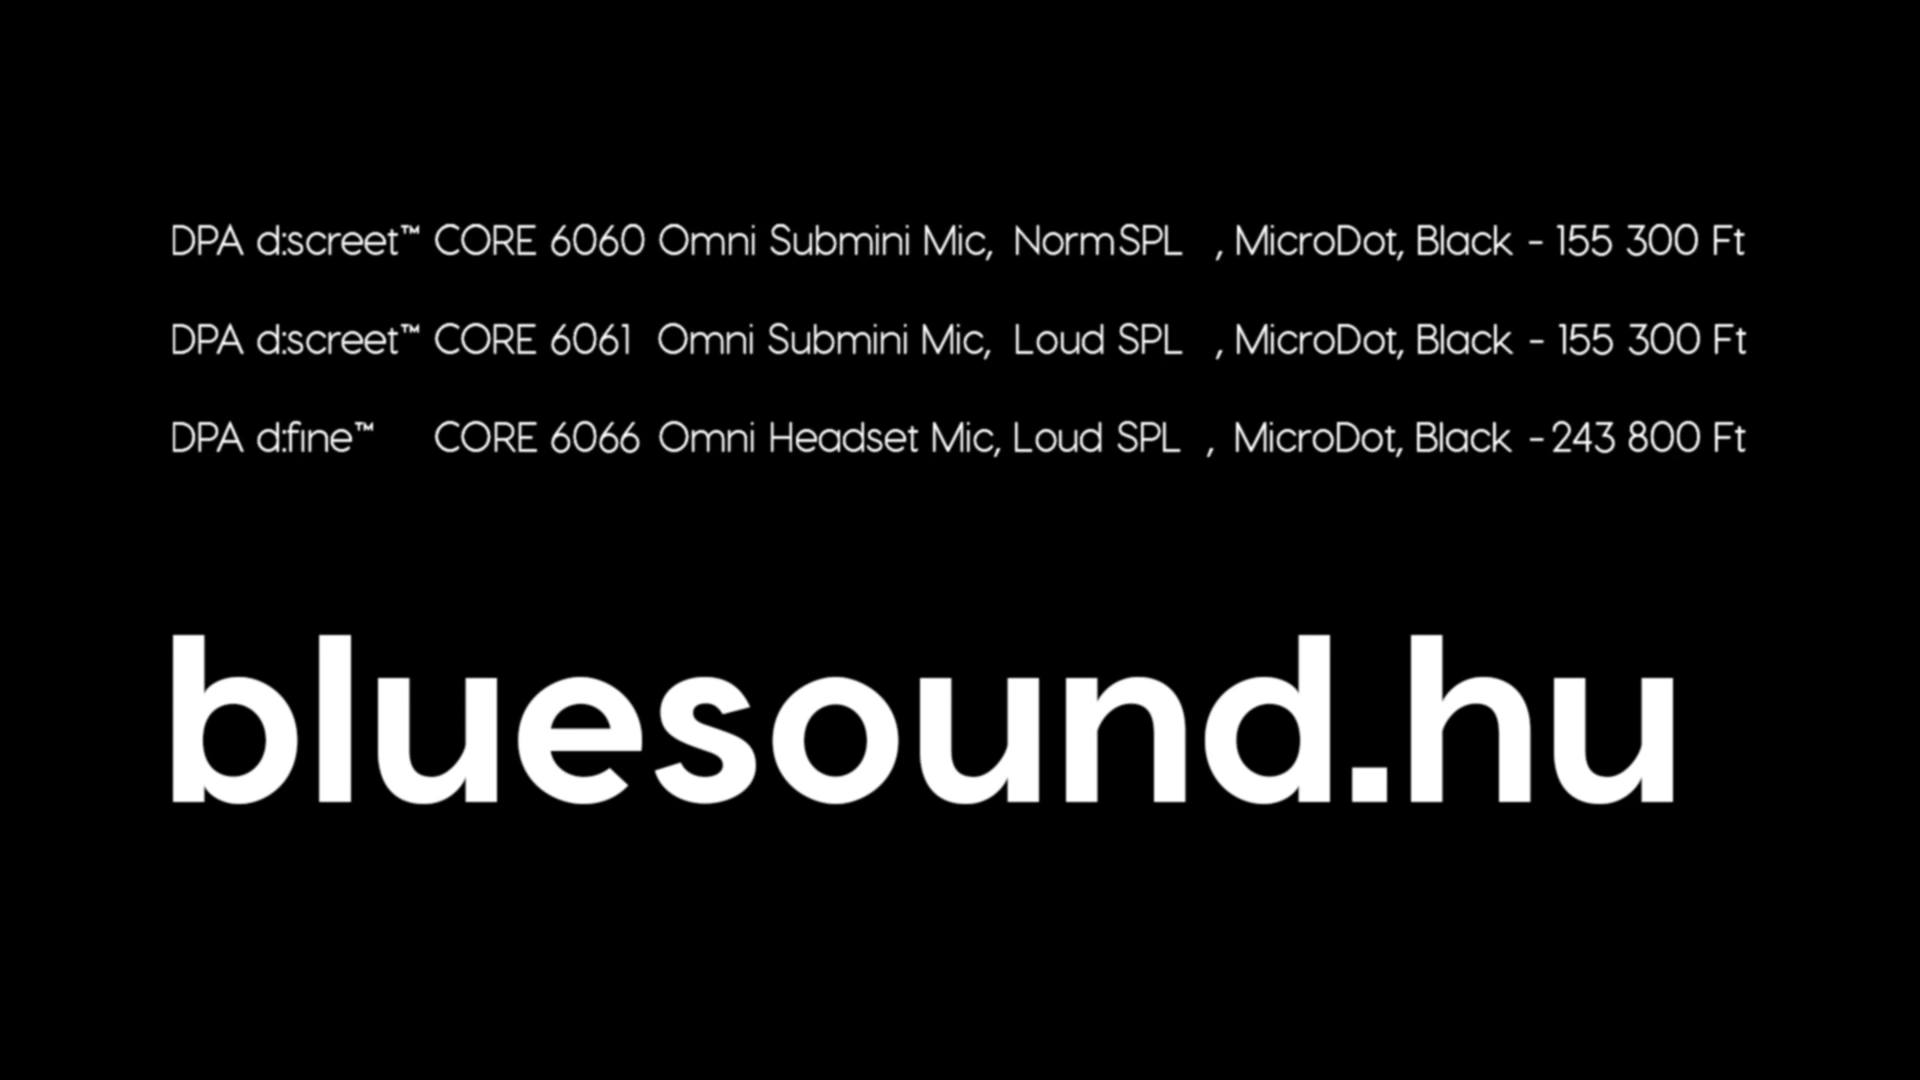 DPA d:screet™ CORE 6060 Omni Submini Mic, NormSPL , MicroDot, Black - 155 300 Ft
DPA d:screet™ CORE 6061 Omni Submini Mic, Loud SPL , MicroDot, Black - 155 300 Ft
DPA d:fine™ CORE 6066 Omni Headset Mic, Loud SPL , MicroDot, Black - 243 800 Ft
bluesound.hu